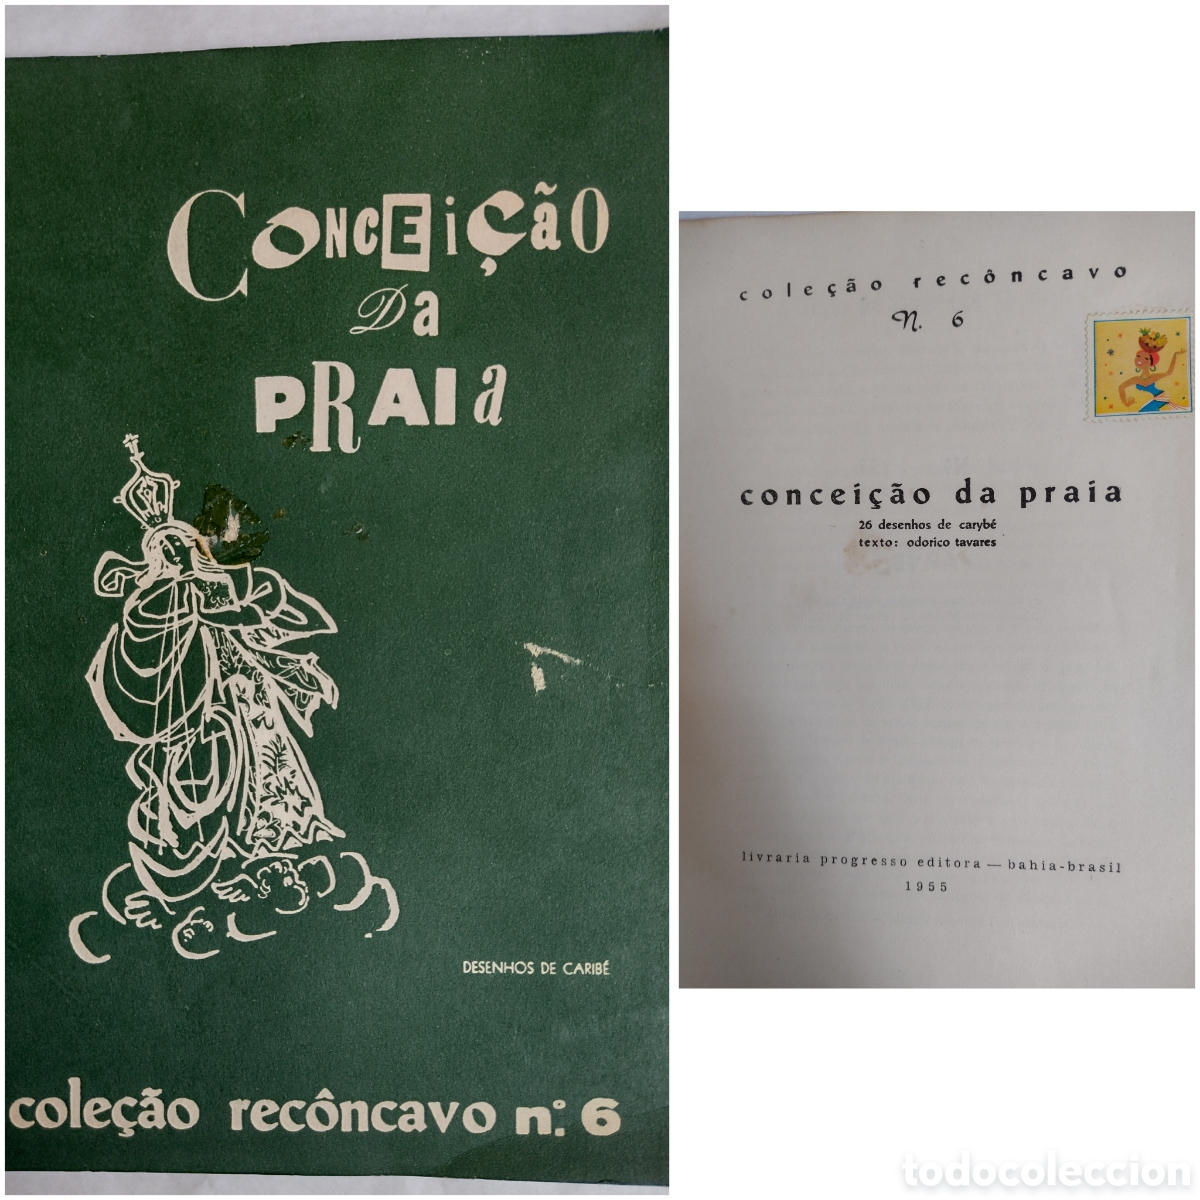 Conceição
Da
PRAIa
DESENHOS DE CARIBÉ
coleção recôncavo nº. 6
coleção recôncavo
N. 6
conceição da praia
26 desenhos de carybé
texto: odorico tavares
livraria progresso editora — bahia-brasil
1955
todocoleccion